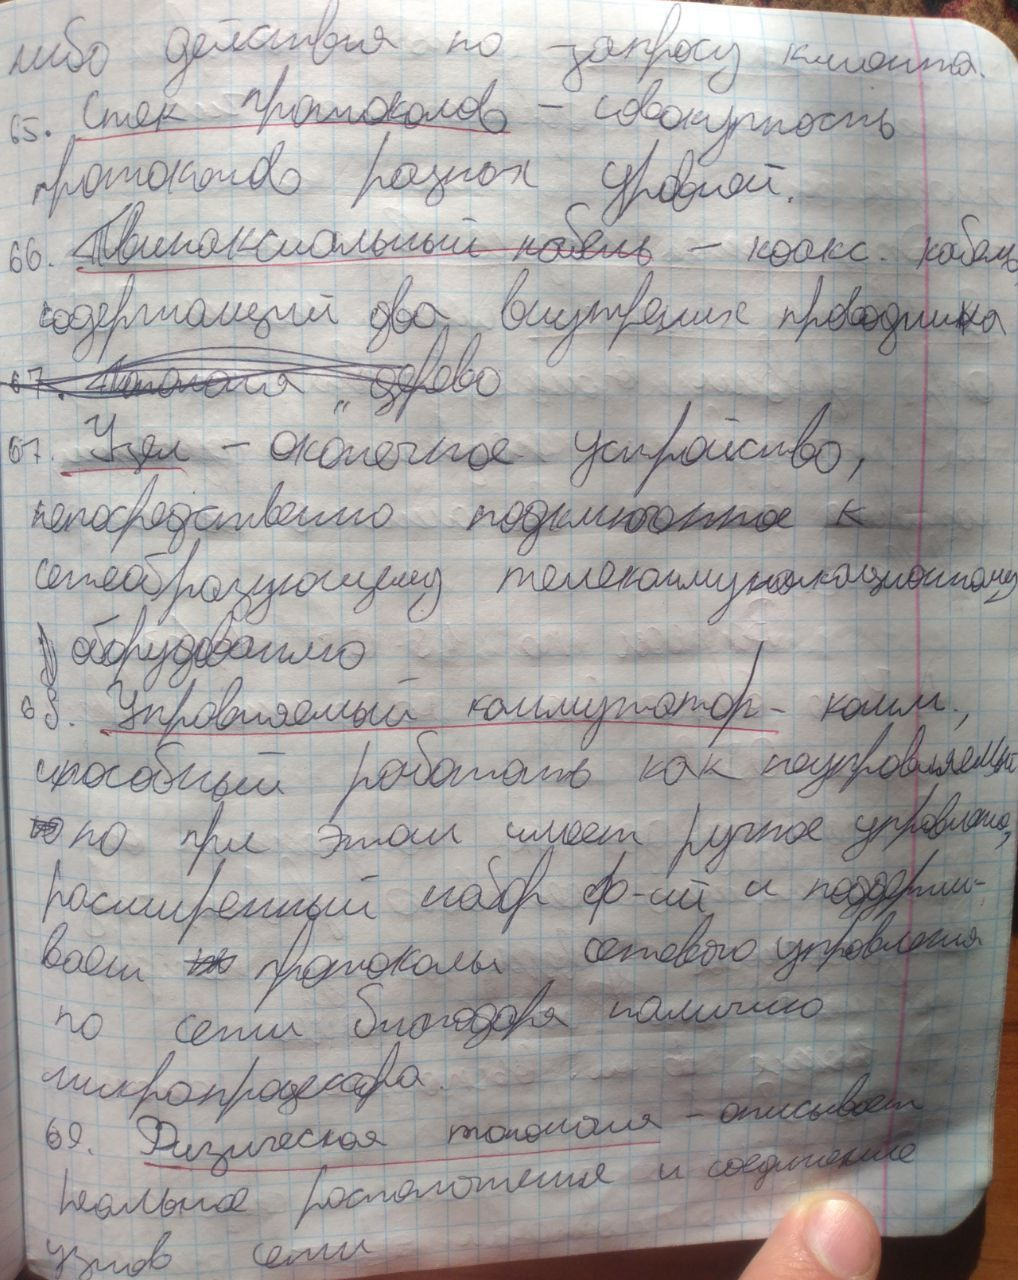 либо действия по запросу клиента.
65. Стек протоколов – совокупность
протоколов разных уровней.
66. Твинаксиальный кабель – коакс. кабель,
содержащий два внутренних проводника
67. Топология "дерево
67. Узел – оконечное устройство,
непосредственно подключенное к
сетеобразующему телекоммуникационному
оборудованию
68. Управляемый коммутатор – комм.,
способный работать как неуправляемый
но при этом имеет ручное управление,
расширенный набор ф-ий и поддержи-
вает протоколы сетевого управления
по сети благодаря наличию
микропроцессора.
69. Физическая топология – описывает
реальное расположение и соединение
узлов сети